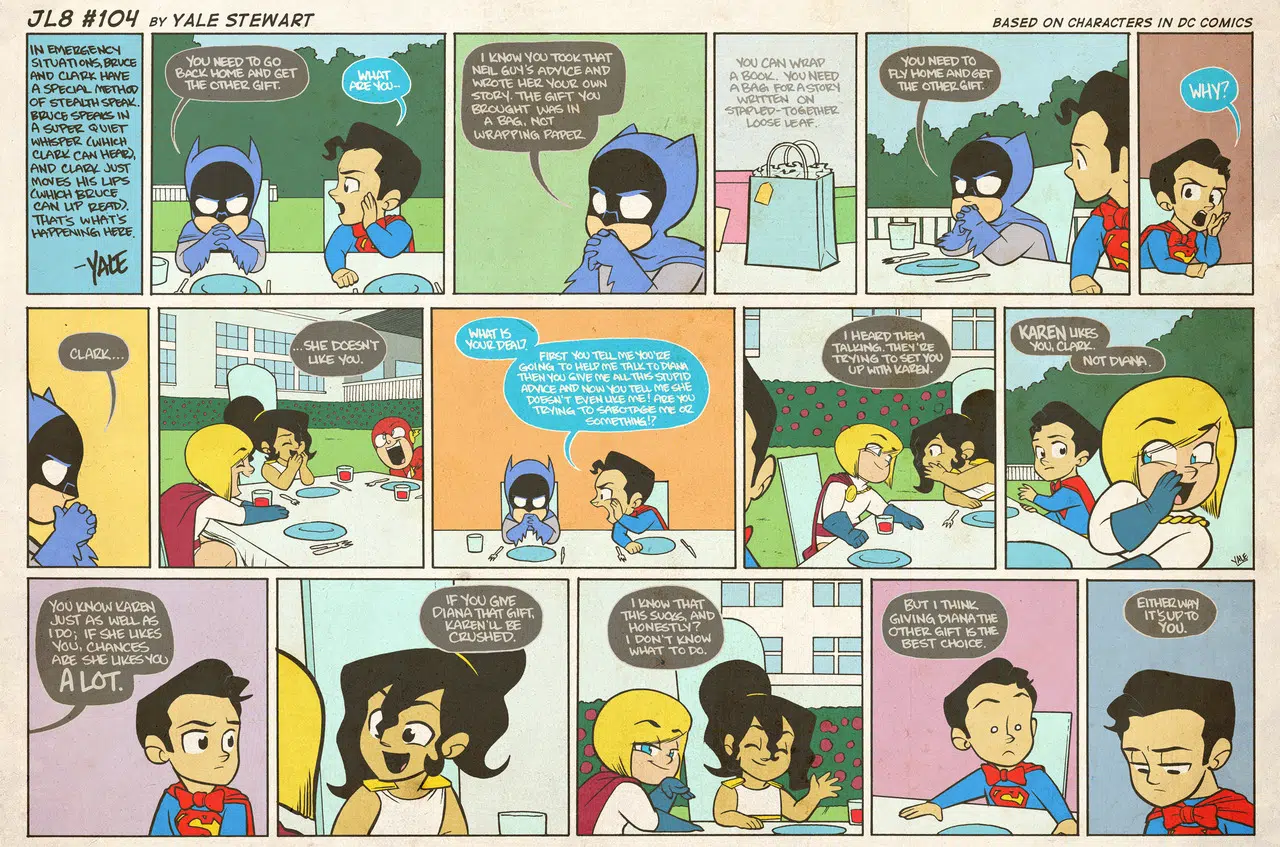 JL8 #104 BY YALE STEWART
BASED ON CHARACTERS IN DC COMICS
IN EMERGENCY
SITUATIONS, BRUCE
AND CLARK HAVE
A SPECIAL METHOD
OF STEALTH SPEAK.
BRUCE SPEAKS IN
A SUPER QUIET
WHISPER (WHICH
CLARK CAN HEAR),
AND CLARK JUST
MOVES HIS LIPS
(WHICH BRUCE
CAN LIP READ).
THAT'S WHAT'S
HAPPENING HERE.
-YALE
YOU NEED TO GO
BACK HOME AND GET
THE OTHER GIFT.
WHAT
ARE YOU--
I KNOW YOU TOOK THAT
NEIL GUY'S ADVICE AND
WROTE HER YOUR OWN
STORY. THE GIFT YOU
BROUGHT WAS IN
A BAG, NOT
WRAPPING PAPER
YOU CAN WRAP
A BOOK. YOU NEED
A BAG FOR A STORY
WRITTEN ON
STAPLED-TOGETHER
LOOSE LEAF.
YOU NEED TO
FLY HOME AND GET
THE OTHER GIFT.
WHY?
CLARK...
...SHE DOESN'T
LIKE YOU.
WHAT IS
YOUR DEAL?
FIRST YOU TELL ME YOU'RE
GOING TO HELP ME TALK TO DIANA
THEN YOU GIVE ME ALL THIS STUPID
ADVICE AND NOW YOU TELL ME SHE
DOESN'T EVEN LIKE ME! ARE YOU
TRYING TO SABOTAGE ME OR
SOMETHING!?
I HEARD THEM
TALKING. THEY'RE
TRYING TO SET YOU
UP WITH KAREN.
KAREN LIKES
YOU, CLARK.
NOT DIANA.
YALE
YOU KNOW KAREN
JUST AS WELL AS
I DO; IF SHE LIKES
YOU, CHANCES
ARE SHE LIKES YOU
A LOT.
IF YOU GIVE
DIANA THAT GIFT,
KAREN'LL BE
CRUSHED.
I KNOW THAT
THIS SUCKS, AND
HONESTLY?
I DON'T KNOW
WHAT TO DO.
BUT I THINK
GIVING DIANA THE
OTHER GIFT IS THE
BEST CHOICE.
EITHER WAY
IT'S UP TO
YOU.